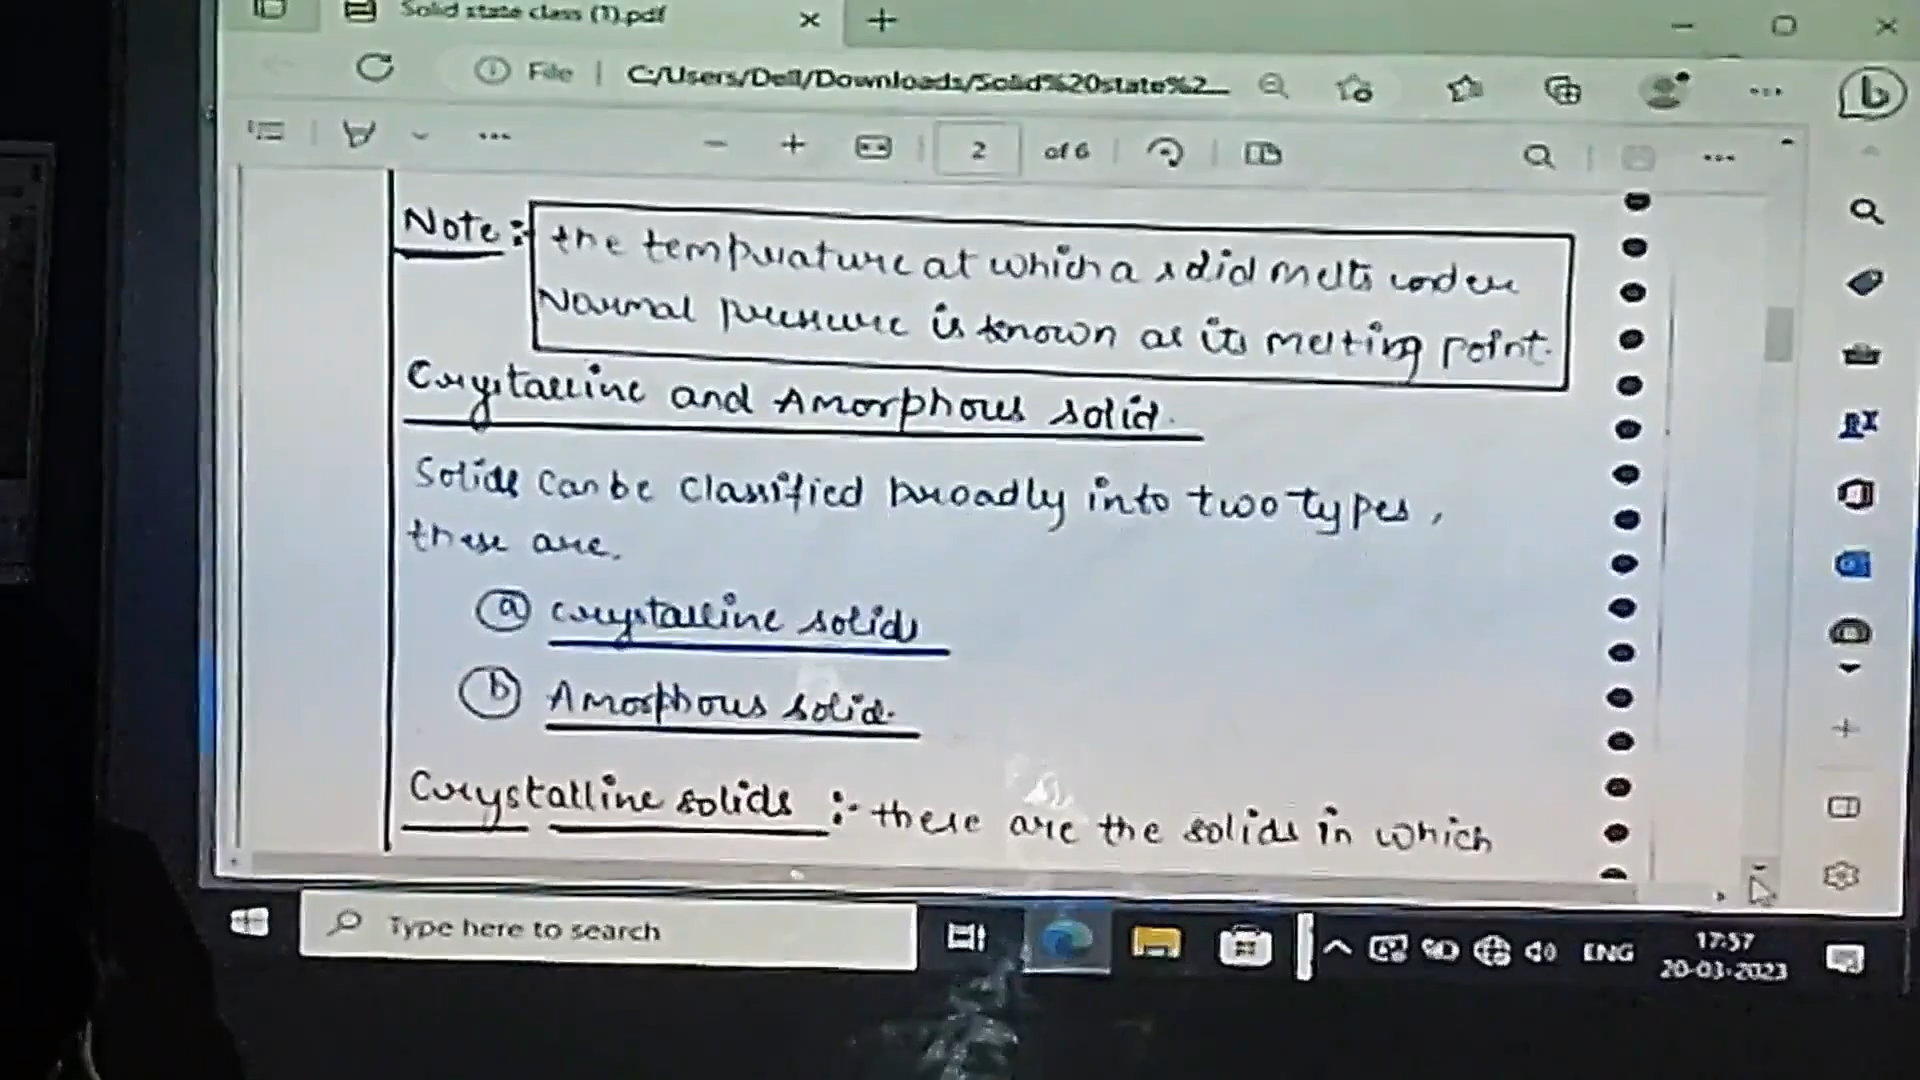 Solid state class (1).pdf
File | C:/Users/Dell/Downloads/Solid%20state%2...
2 of 6
Note :- the temperature at which a solid melts under
Normal pressure is known as its melting point.
Crystalline and Amorphous solid.
Solids can be classified broadly into two types,
these are.
(a) crystalline solids
(b) Amorphous solid.
Crystalline solids :- these are the solids in which
Type here to search
ENG
17:57
20-03-2023